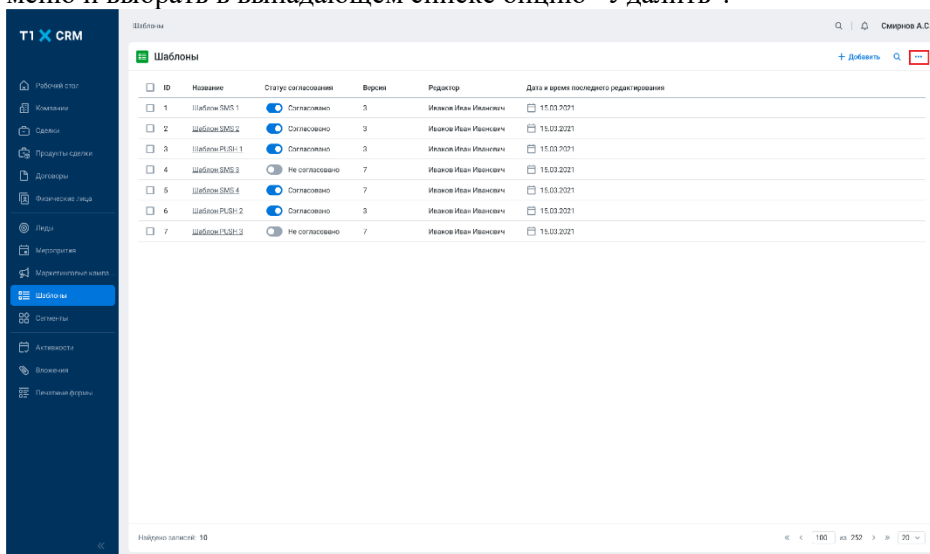 меню и выбрать в выпадающем списке опцию "Удалить".
T1 X CRM
Шаблоны
Смирнов А.С
Шаблоны
+ Добавить
Рабочий стол
Компании
Сделки
Продукты сделки
Договоры
Физические лица
Лиды
Мероприятия
Маркетинговые кампа...
Шаблоны
Сегменты
Активности
Вложения
Печатные формы
ID Название Статус согласования Версия Редактор Дата и время последнего редактирования
1 Шаблон SMS 1 Согласовано 3 Иванов Иван Иванович 15.03.2021
2 Шаблон SMS 2 Согласовано 3 Иванов Иван Иванович 15.03.2021
3 Шаблон PUSH 1 Согласовано 3 Иванов Иван Иванович 15.03.2021
4 Шаблон SMS 3 Не согласовано 7 Иванов Иван Иванович 15.03.2021
5 Шаблон SMS 4 Согласовано 7 Иванов Иван Иванович 15.03.2021
6 Шаблон PUSH 2 Согласовано 3 Иванов Иван Иванович 15.03.2021
7 Шаблон PUSH 3 Не согласовано 7 Иванов Иван Иванович 15.03.2021
Найдено записей: 10
« < 100 из 252 > » 20